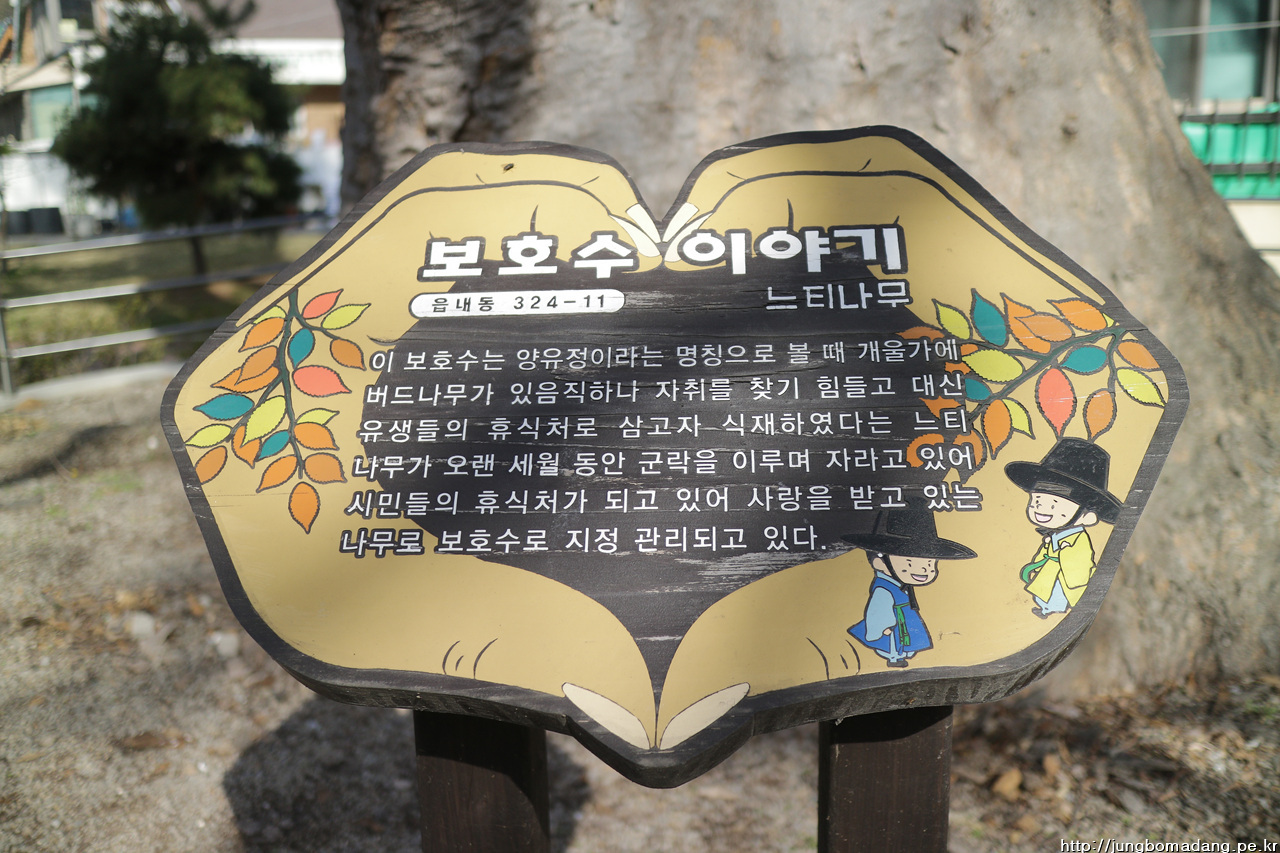 보호수 이야기
읍내동 324-11
느티나무
이 보호수는 양유정이라는 명칭으로 볼 때 개울가에
버드나무가 있음직하나 자취를 찾기 힘들고 대신
유생들의 휴식처로 삼고자 식재하였다는 느티
나무가 오랜 세월 동안 군락을 이루며 자라고 있어
시민들의 휴식처가 되고 있어 사랑을 받고 있는
나무로 보호수로 지정 관리되고 있다.
http://jungbomadang.pe.kr